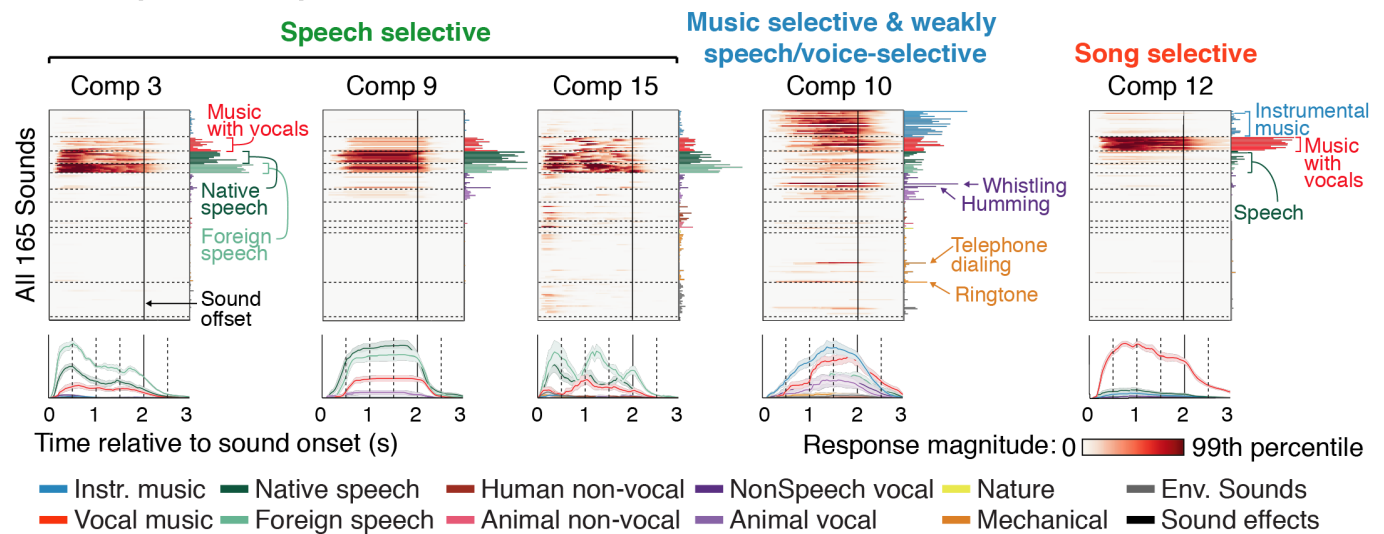 Speech selective
Music selective & weakly
speech/voice-selective
Song selective
Comp 3
Comp 9
Comp 15
Comp 10
Comp 12
All 165 Sounds
Music
with vocals
Native
speech
Foreign
speech
Sound
offset
Whistling
Humming
Telephone
dialing
Ringtone
Instrumental
music
Music
with
vocals
Speech
0 1 2 3
0 1 2 3
0 1 2 3
0 1 2 3
0 1 2 3
Time relative to sound onset (s)
Response magnitude: 0 99th percentile
Instr. music Native speech Human non-vocal NonSpeech vocal Nature Env. Sounds
Vocal music Foreign speech Animal non-vocal Animal vocal Mechanical Sound effects